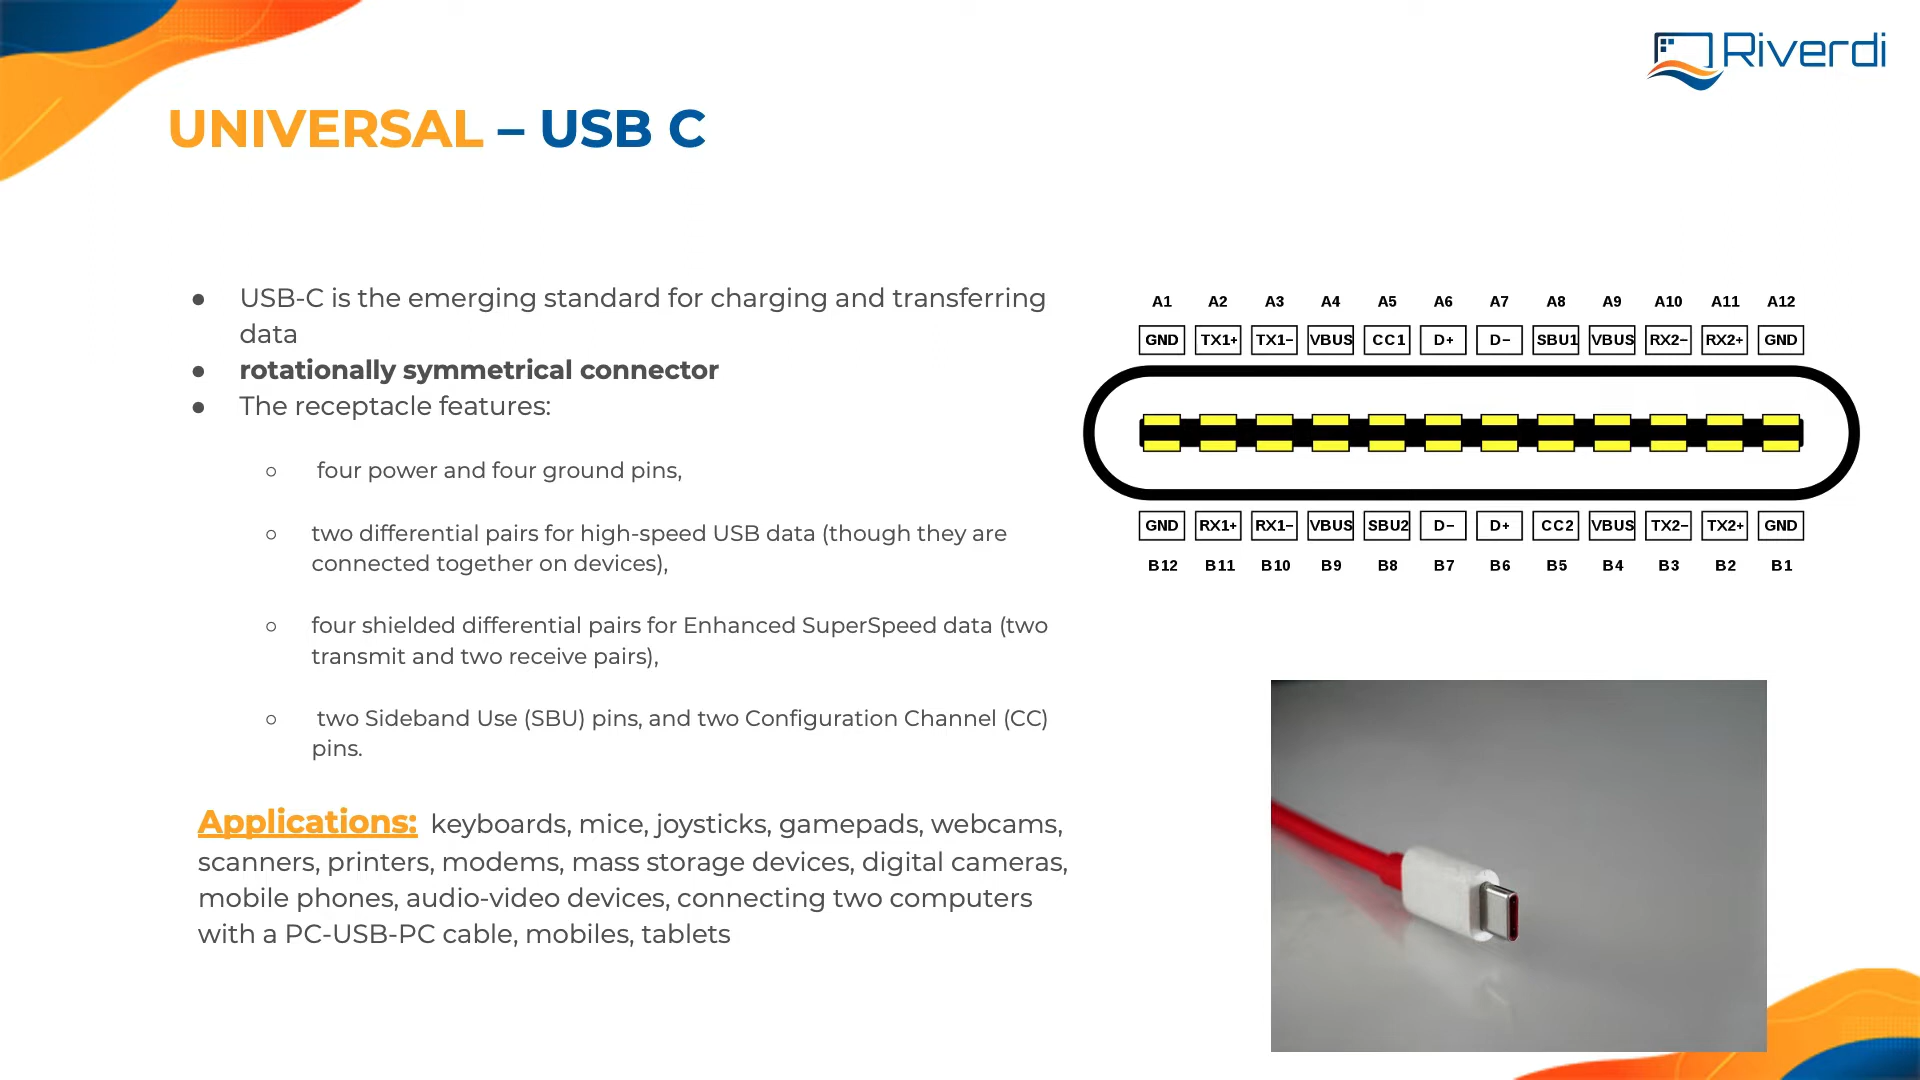 Riverdi
UNIVERSAL – USB C
● USB-C is the emerging standard for charging and transferring
data
● rotationally symmetrical connector
● The receptacle features:
○ four power and four ground pins,
○ two differential pairs for high-speed USB data (though they are
connected together on devices),
○ four shielded differential pairs for Enhanced SuperSpeed data (two
transmit and two receive pairs),
○ two Sideband Use (SBU) pins, and two Configuration Channel (CC)
pins.
Applications: keyboards, mice, joysticks, gamepads, webcams,
scanners, printers, modems, mass storage devices, digital cameras,
mobile phones, audio-video devices, connecting two computers
with a PC-USB-PC cable, mobiles, tablets
A1 A2 A3 A4 A5 A6 A7 A8 A9 A10 A11 A12
GND TX1+ TX1− VBUS CC1 D+ D− SBU1 VBUS RX2− RX2+ GND
GND RX1+ RX1− VBUS SBU2 D− D+ CC2 VBUS TX2− TX2+ GND
B12 B11 B10 B9 B8 B7 B6 B5 B4 B3 B2 B1